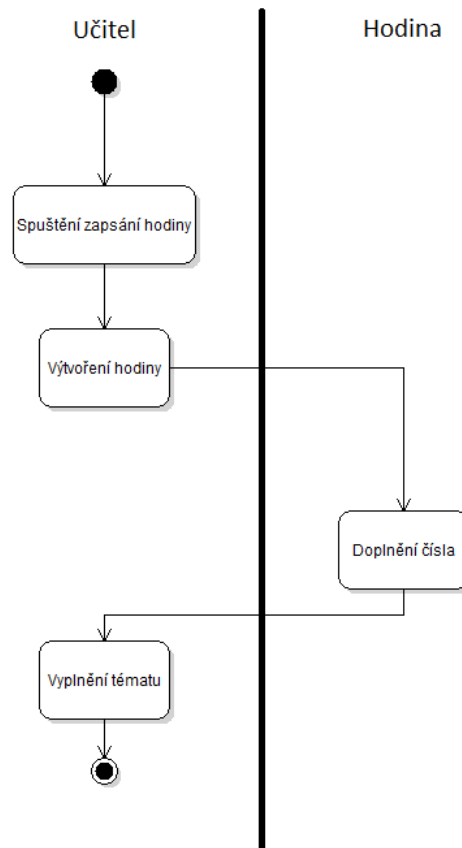 Učitel
Hodina
Spuštění zapsání hodiny
Výtvoření hodiny
Doplnění čísla
Vyplnění tématu